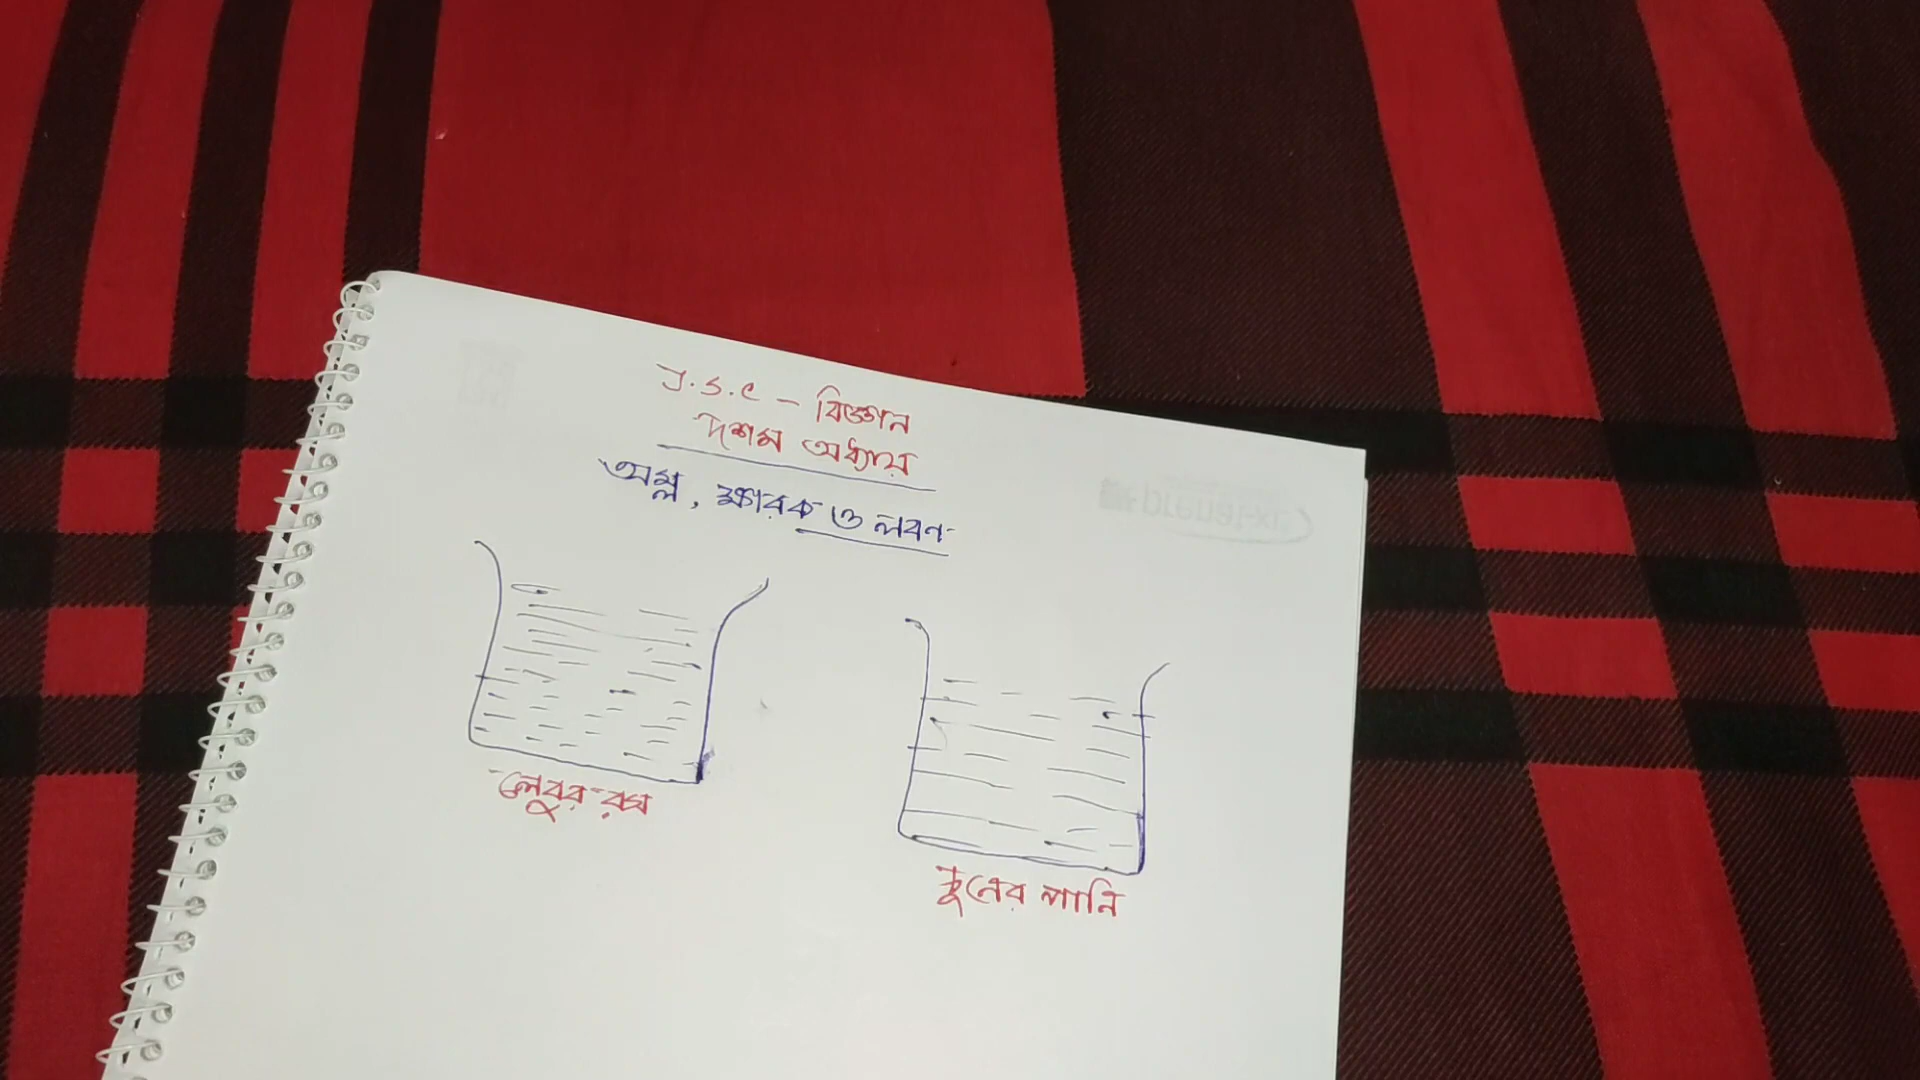 J.S.C - বিজ্ঞান
দশম অধ্যায়
অম্ল, ক্ষারক ও লবণ
লেবুর রস
চুনের পানি